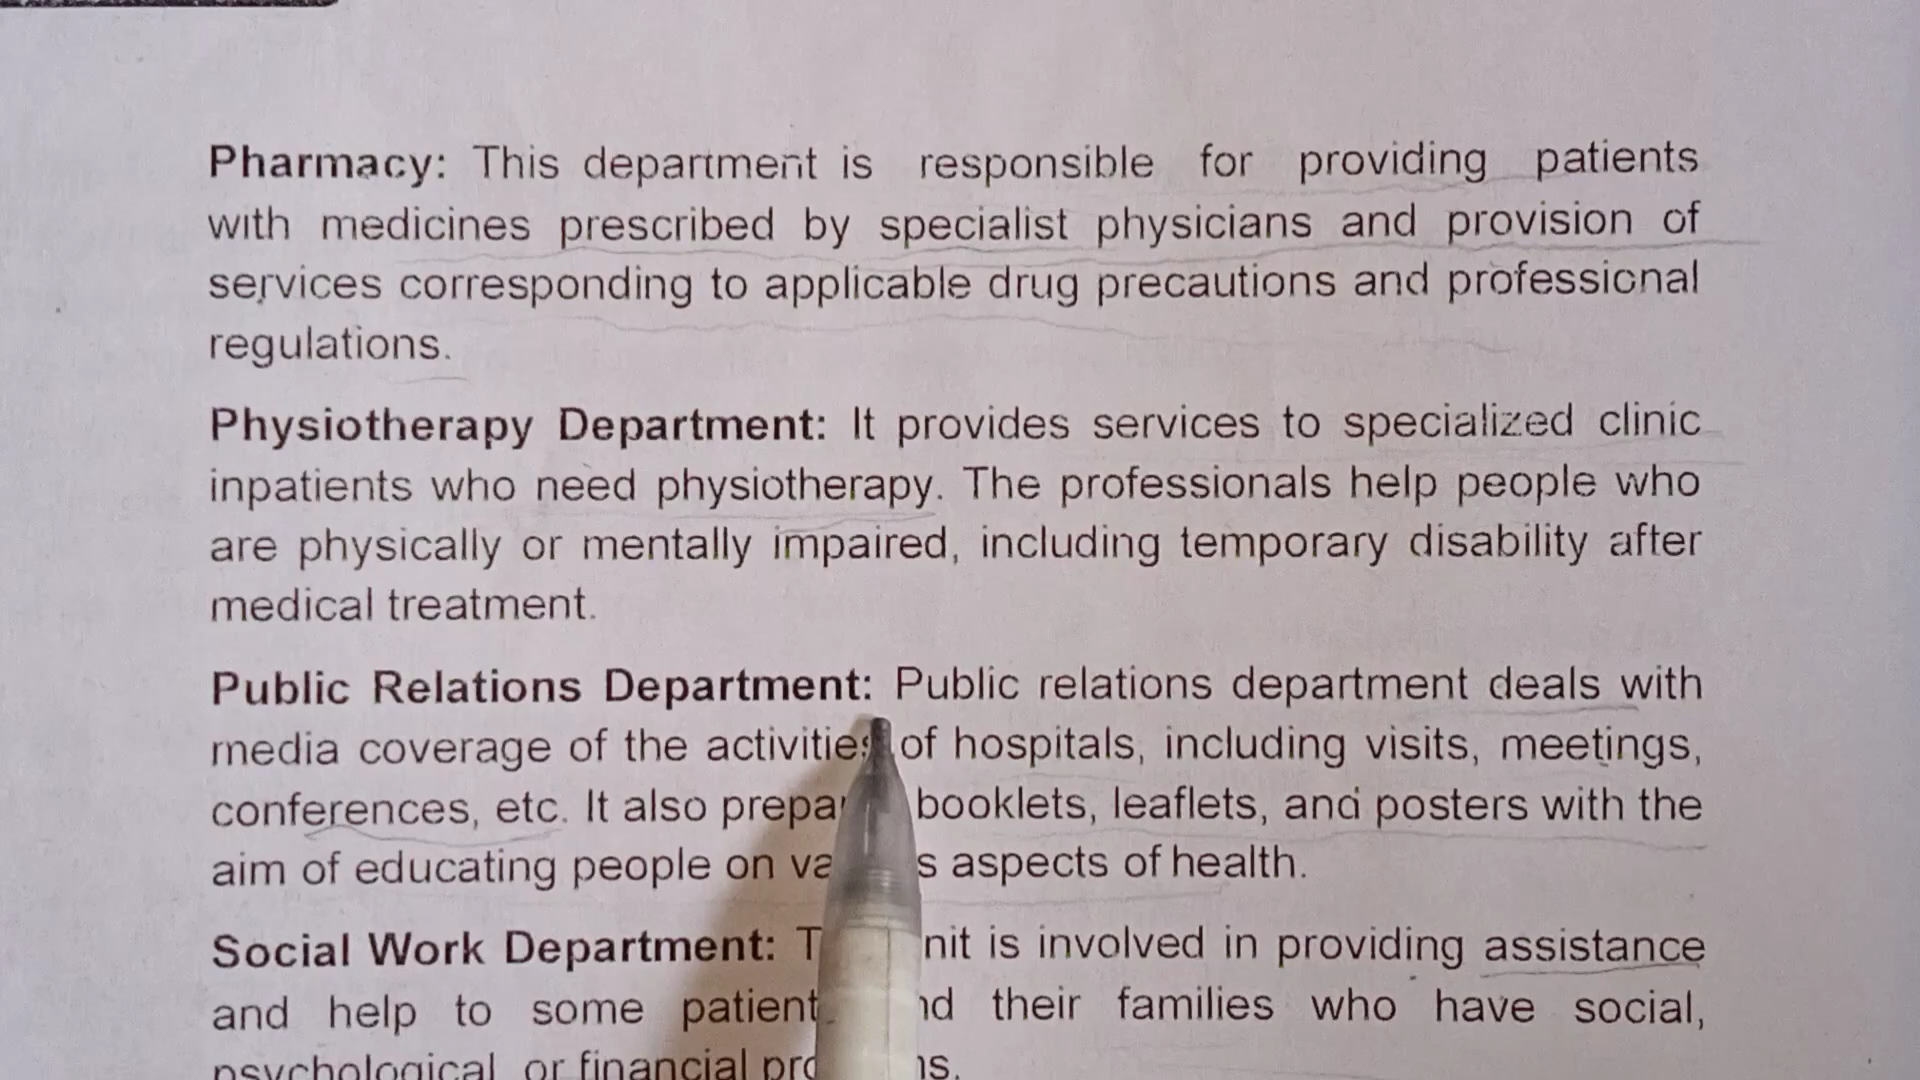 Pharmacy: This department is responsible for providing patients
with medicines prescribed by specialist physicians and provision of
services corresponding to applicable drug precautions and professional
regulations.
Physiotherapy Department: It provides services to specialized clinic
inpatients who need physiotherapy. The professionals help people who
are physically or mentally impaired, including temporary disability after
medical treatment.
Public Relations Department: Public relations department deals with
media coverage of the activities of hospitals, including visits, meetings,
conferences, etc. It also booklets, leaflets, and posters with the
aim of educating people on aspects of health.
Social Work Department: is involved in providing assistance
and help to some their families who have social,
psychological or financial